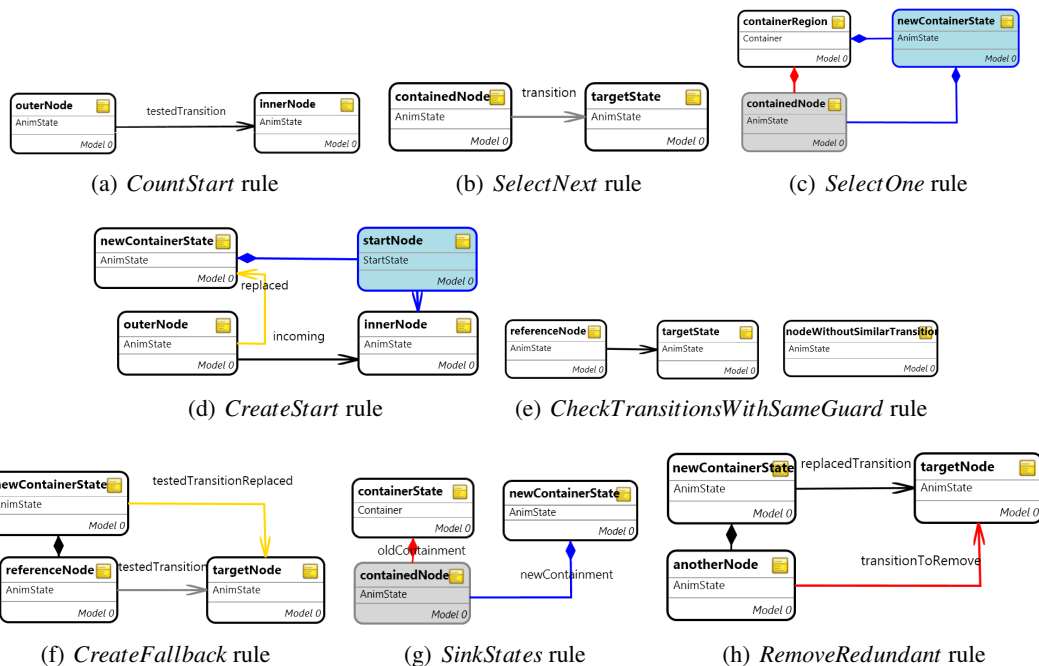 outerNode
AnimState
Model 0
testedTransition
innerNode
AnimState
Model 0
(a) CountStart rule
containedNode
AnimState
Model 0
transition
targetState
AnimState
Model 0
(b) SelectNext rule
containerRegion
Container
Model 0
newContainerState
AnimState
Model 0
containedNode
AnimState
Model 0
(c) SelectOne rule
newContainerState
AnimState
Model 0
startNode
StartState
Model 0
replaced
outerNode
AnimState
Model 0
incoming
innerNode
AnimState
Model 0
(d) CreateStart rule
referenceNode
AnimState
Model 0
targetState
AnimState
Model 0
nodeWithoutSimilarTransition
AnimState
Model 0
(e) CheckTransitionsWithSameGuard rule
newContainerState
AnimState
Model 0
testedTransitionReplaced
referenceNode
AnimState
Model 0
testedTransition
targetNode
AnimState
Model 0
(f) CreateFallback rule
containerState
Container
Model 0
newContainerState
AnimState
Model 0
oldContainment
containedNode
AnimState
Model 0
newContainment
(g) SinkStates rule
newContainerState
AnimState
Model 0
replacedTransition
targetNode
AnimState
Model 0
anotherNode
AnimState
Model 0
transitionToRemove
(h) RemoveRedundant rule